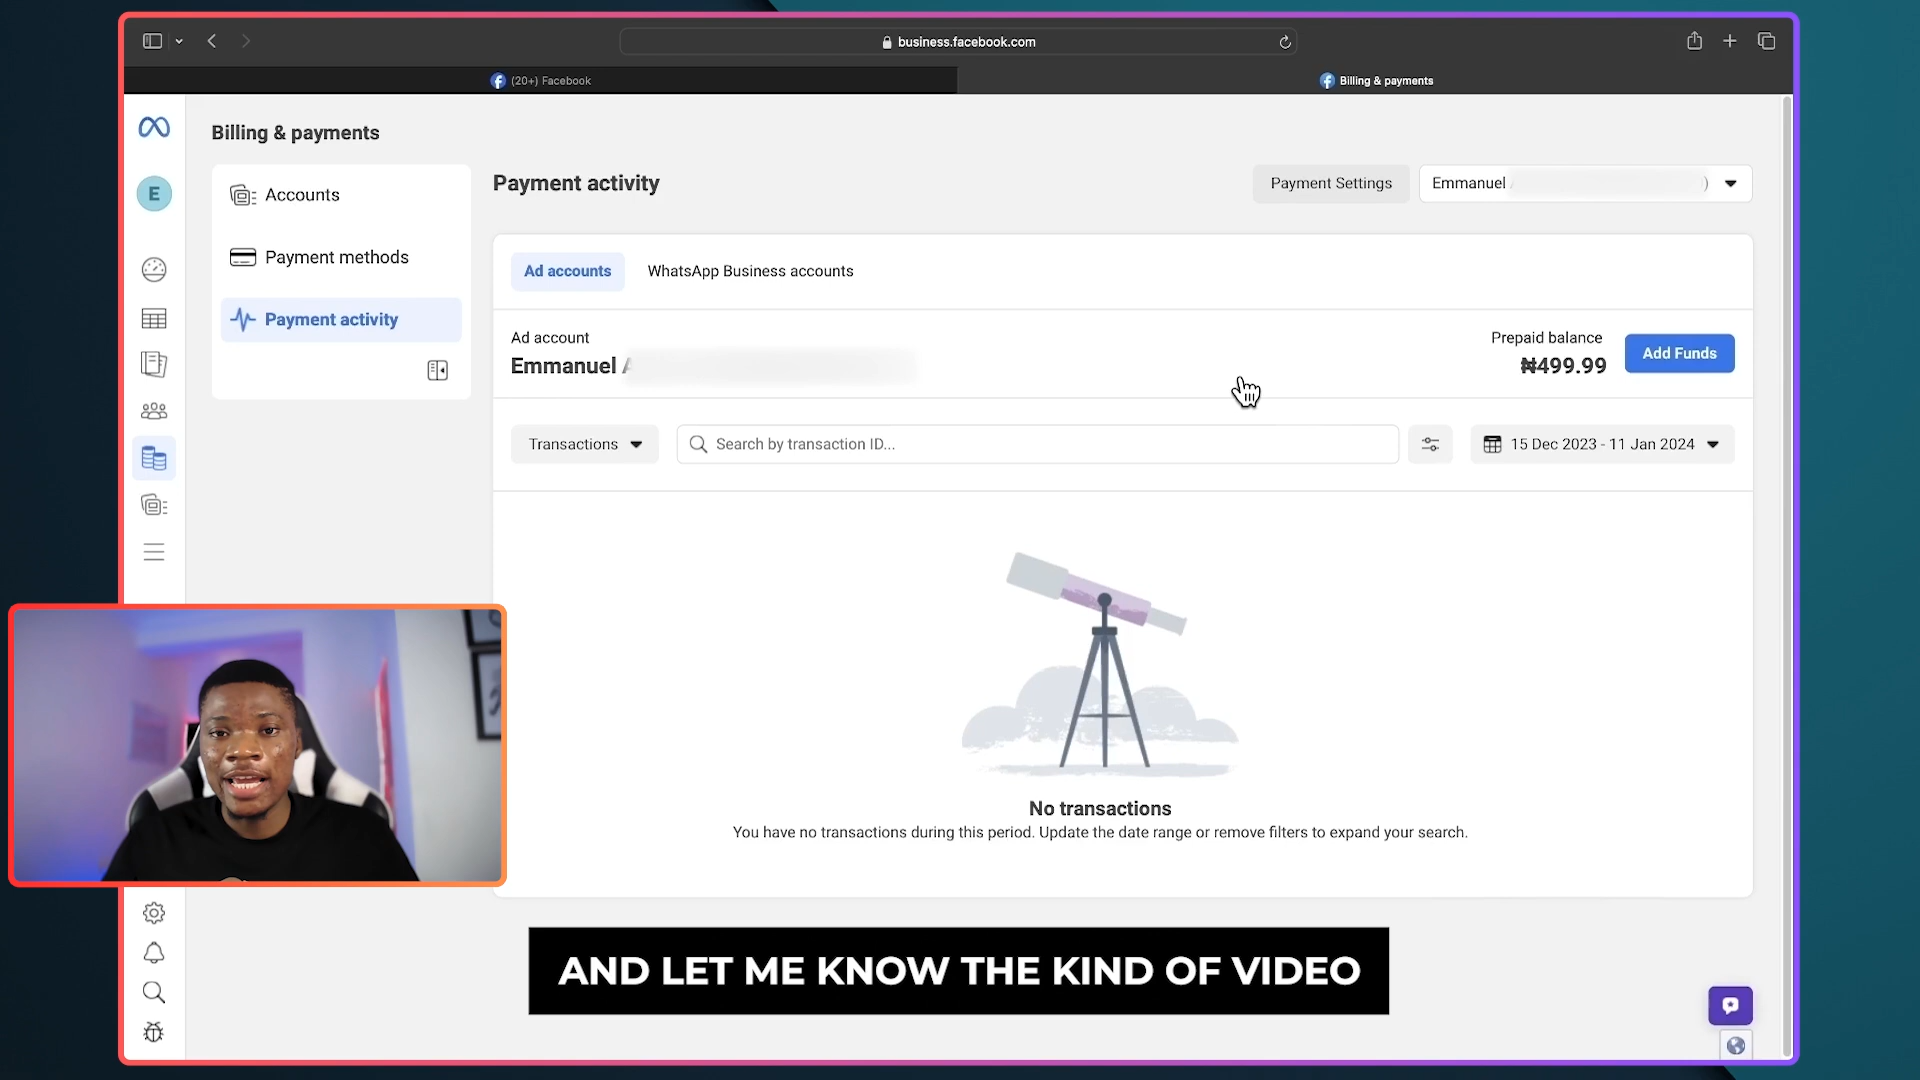 business.facebook.com
(20+) Facebook
Billing & payments
Billing & payments
E
Accounts
Payment methods
Payment activity
Payment activity
Payment Settings
Emmanuel )
Ad accounts
WhatsApp Business accounts
Ad account
Emmanuel A
Prepaid balance
₦499.99
Add Funds
Transactions
Search by transaction ID...
15 Dec 2023 - 11 Jan 2024
No transactions
You have no transactions during this period. Update the date range or remove filters to expand your search.
AND LET ME KNOW THE KIND OF VIDEO